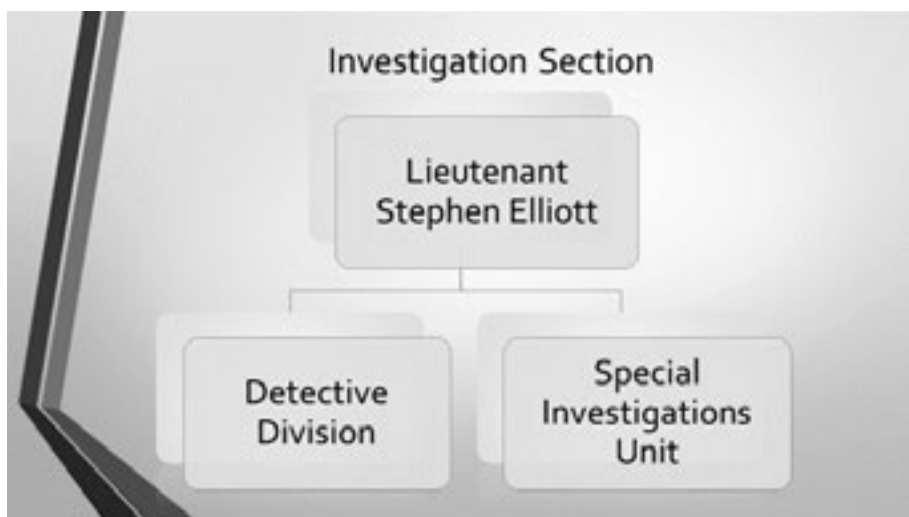 Investigation Section
Lieutenant
Stephen Elliott
Detective
Division
Special
Investigations
Unit